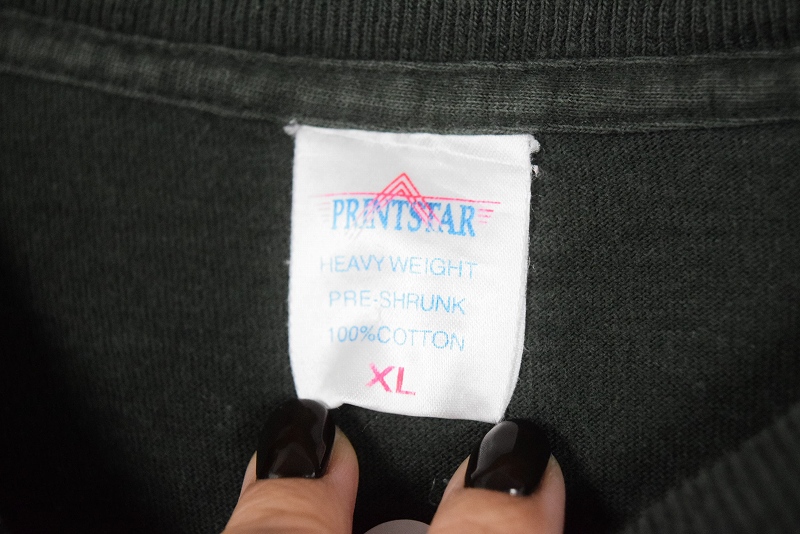 PRINTSTAR
HEAVY WEIGHT
PRE-SHRUNK
100%COTTON
XL